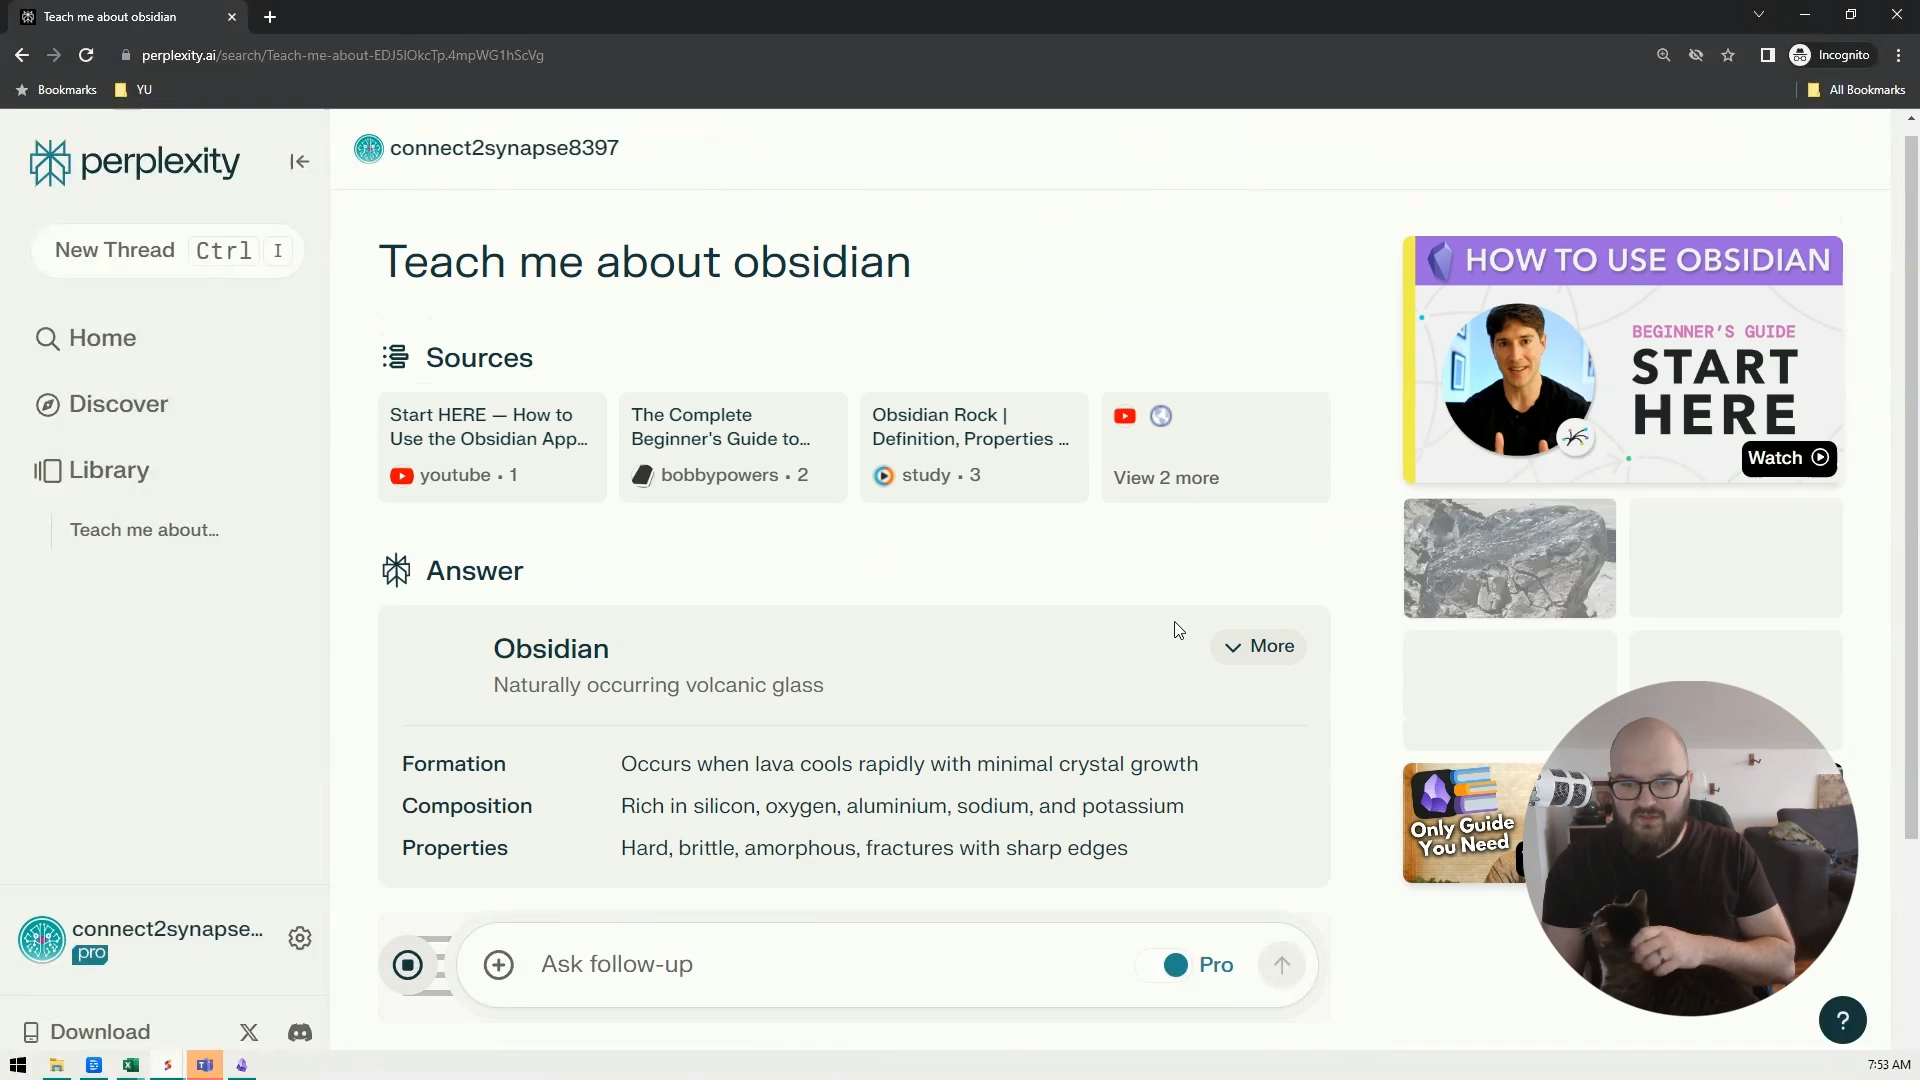 Teach me about obsidian
perplexity.ai/search/Teach-me-about-EDJ5lOkcTp.4mpWG1hScVg
Incognito
Bookmarks
YU
All Bookmarks
perplexity
New Thread Ctrl I
Home
Discover
Library
Teach me about...
connect2synapse...
pro
Download
connect2synapse8397
Teach me about obsidian
Sources
Start HERE — How to
Use the Obsidian App...
youtube · 1
The Complete
Beginner's Guide to...
bobbypowers · 2
Obsidian Rock |
Definition, Properties ...
study · 3
View 2 more
Answer
Obsidian
Naturally occurring volcanic glass
More
Formation Occurs when lava cools rapidly with minimal crystal growth
Composition Rich in silicon, oxygen, aluminium, sodium, and potassium
Properties Hard, brittle, amorphous, fractures with sharp edges
Ask follow-up
Pro
HOW TO USE OBSIDIAN
BEGINNER'S GUIDE
START
HERE
Watch
Only Guide
You Need
?
7:53 AM